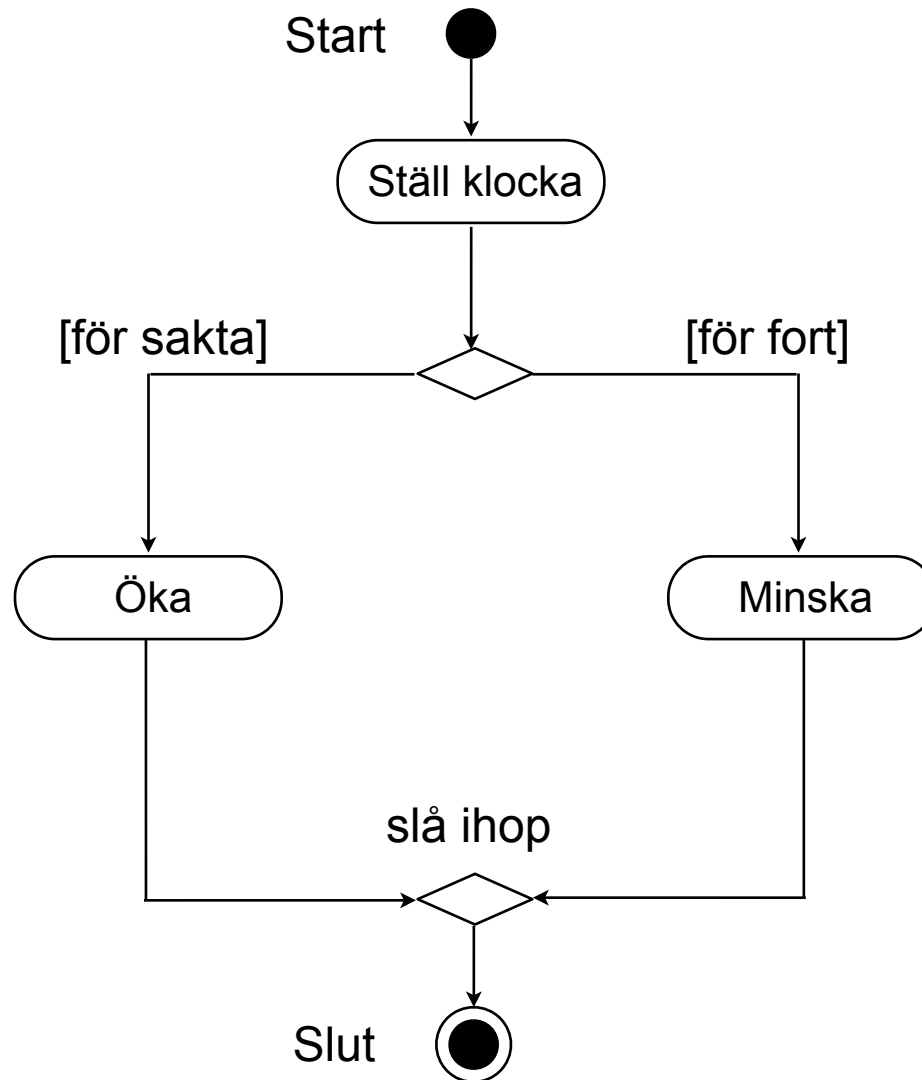 Start
Ställ klocka
[för sakta]
[för fort]
Öka
Minska
slå ihop
Slut